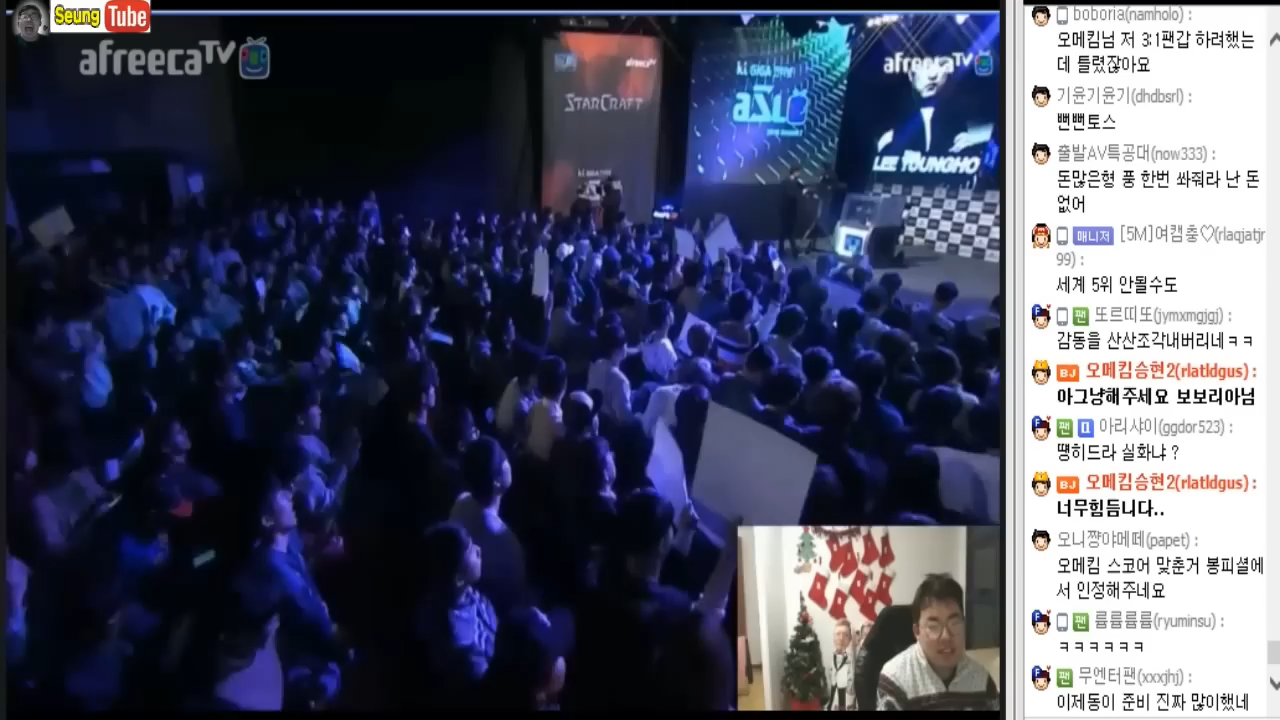 Seung Tube
afreecaTV
afreecaTV
STARCRAFT
kt GiGA
ASL
afreecaTV
LEE YOUNGHO
boboria(namholo) :
오메킴님 저 3:1팬갑 하려했는
데 틀렸잖아요
기윤기윤기(dhdbsrl) :
뻔뻔토스
출발AV특공대(now333) :
돈많은형 풍 한번 쏴줘라 난 돈
없어
매니저 [5M]여캠충♡(rlaqjatjr
99) :
세계 5위 안될수도
팬 또르띠또(jymxmgjgj) :
감동을 산산조각내버리네ㅋㅋ
BJ 오메킴승현2(rlatldgus) :
아그냥해주세요 보보리아님
팬 아리샤이(ggdor523) :
땡히드라 실화냐 ?
BJ 오메킴승현2(rlatldgus) :
너무힘듭니다..
오니쨩야메떼(papet) :
오메킴 스코어 맞춘거 봉피셜에
서 인정해주네요
팬 륨륨륨륨(ryuminsu) :
ㅋㅋㅋㅋㅋㅋ
팬 무엔터팬(xxxjhj) :
이제동이 준비 진짜 많이했네